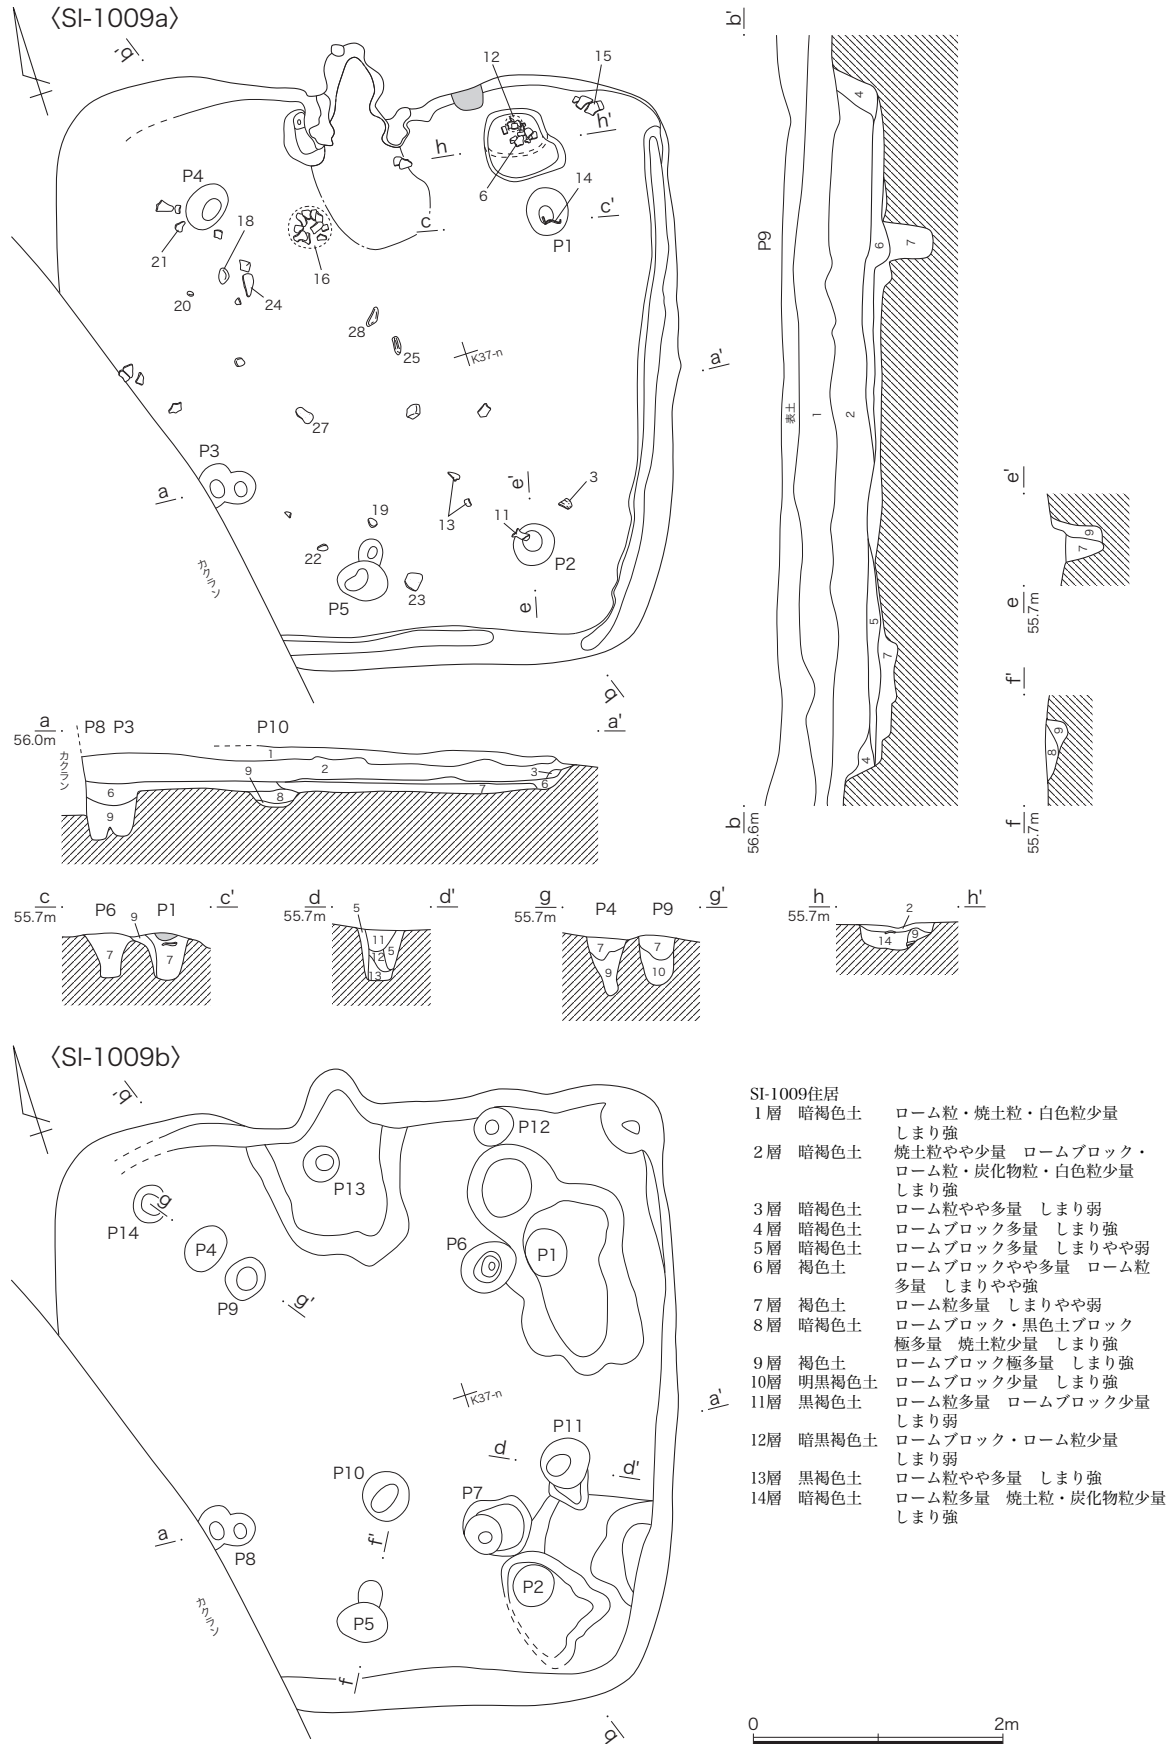 〈SI-1009a〉
b'
12
15
h'
h
6
14
c'
c
P1
P4
18
21
16
20
24
28
25
K37-n
a'
27
P3
a
e'
3
13
11
19
22
P2
P5
23
e
カクラン
b
b'
4
P9
6
7
表土
1
2
5
7
4
b
56.6m
e'
9
7
e
55.7m
f'
9
8
f
55.7m
a
56.0m
P8 P3
P10
a'
カクラン
1
9
2
3
6
8
7
6
9
c
55.7m
P6
9
P1
c'
7
7
d
55.7m
5
d'
11
5
12
13
g
55.7m
P4
P9
g'
7
7
9
10
h
55.7m
2
h'
14
9
〈SI-1009b〉
b'
P12
P13
g
P14
P4
P6
P1
P9
g'
K37-n
a'
P11
d
d'
P10
P7
f'
a
P8
P2
P5
カクラン
f
b
SI-1009住居
1層 暗褐色土 ローム粒・焼土粒・白色粒少量
しまり強
2層 暗褐色土 焼土粒やや少量 ロームブロック・
ローム粒・炭化物粒・白色粒少量
しまり強
3層 暗褐色土 ローム粒やや多量 しまり弱
4層 暗褐色土 ロームブロック多量 しまり強
5層 暗褐色土 ロームブロック多量 しまりやや弱
6層 褐色土 ロームブロックやや多量 ローム粒
多量 しまりやや強
7層 褐色土 ローム粒多量 しまりやや弱
8層 暗褐色土 ロームブロック・黒色土ブロック
極多量 焼土粒少量 しまり強
9層 褐色土 ロームブロック極多量 しまり強
10層 明黒褐色土 ロームブロック少量 しまり強
11層 黒褐色土 ローム粒多量 ロームブロック少量
しまり弱
12層 暗黒褐色土 ロームブロック・ローム粒少量
しまり弱
13層 黒褐色土 ローム粒やや多量 しまり強
14層 暗褐色土 ローム粒多量 焼土粒・炭化物粒少量
しまり強
0
2m